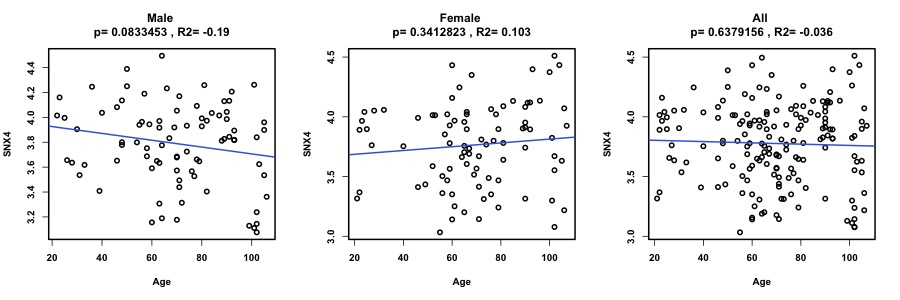 Male
p= 0.0833453 , R2= -0.19
SNX4
3.2 3.4 3.6 3.8 4.0 4.2 4.4
20 40 60 80 100
Age
Female
p= 0.3412823 , R2= 0.103
SNX4
3.0 3.5 4.0 4.5
20 40 60 80 100
Age
All
p= 0.6379156 , R2= -0.036
SNX4
3.0 3.5 4.0 4.5
20 40 60 80 100
Age